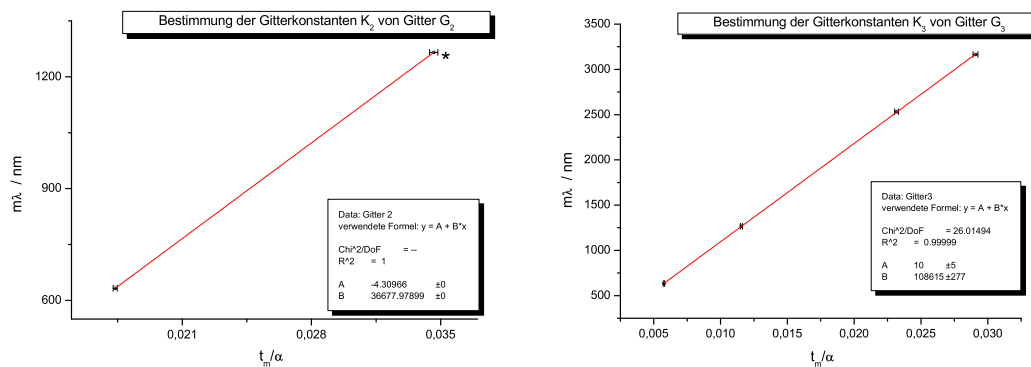 Bestimmung der Gitterkonstanten K₂ von Gitter G₂
mλ / nm
1200
900
600
*
Data: Gitter 2
verwendete Formel: y = A + B*x
Chi^2/DoF = --
R^2 = 1
A -4.30966 ±0
B 36677.97899 ±0
0,021 0,028 0,035
tₘ/α
Bestimmung der Gitterkonstanten K₃ von Gitter G₃
mλ / nm
3500
3000
2500
2000
1500
1000
500
Data: Gitter3
verwendete Formel: y = A + B*x
Chi^2/DoF = 26.01494
R^2 = 0.99999
A 10 ±5
B 108615 ±277
0,005 0,010 0,015 0,020 0,025 0,030
tₘ/α